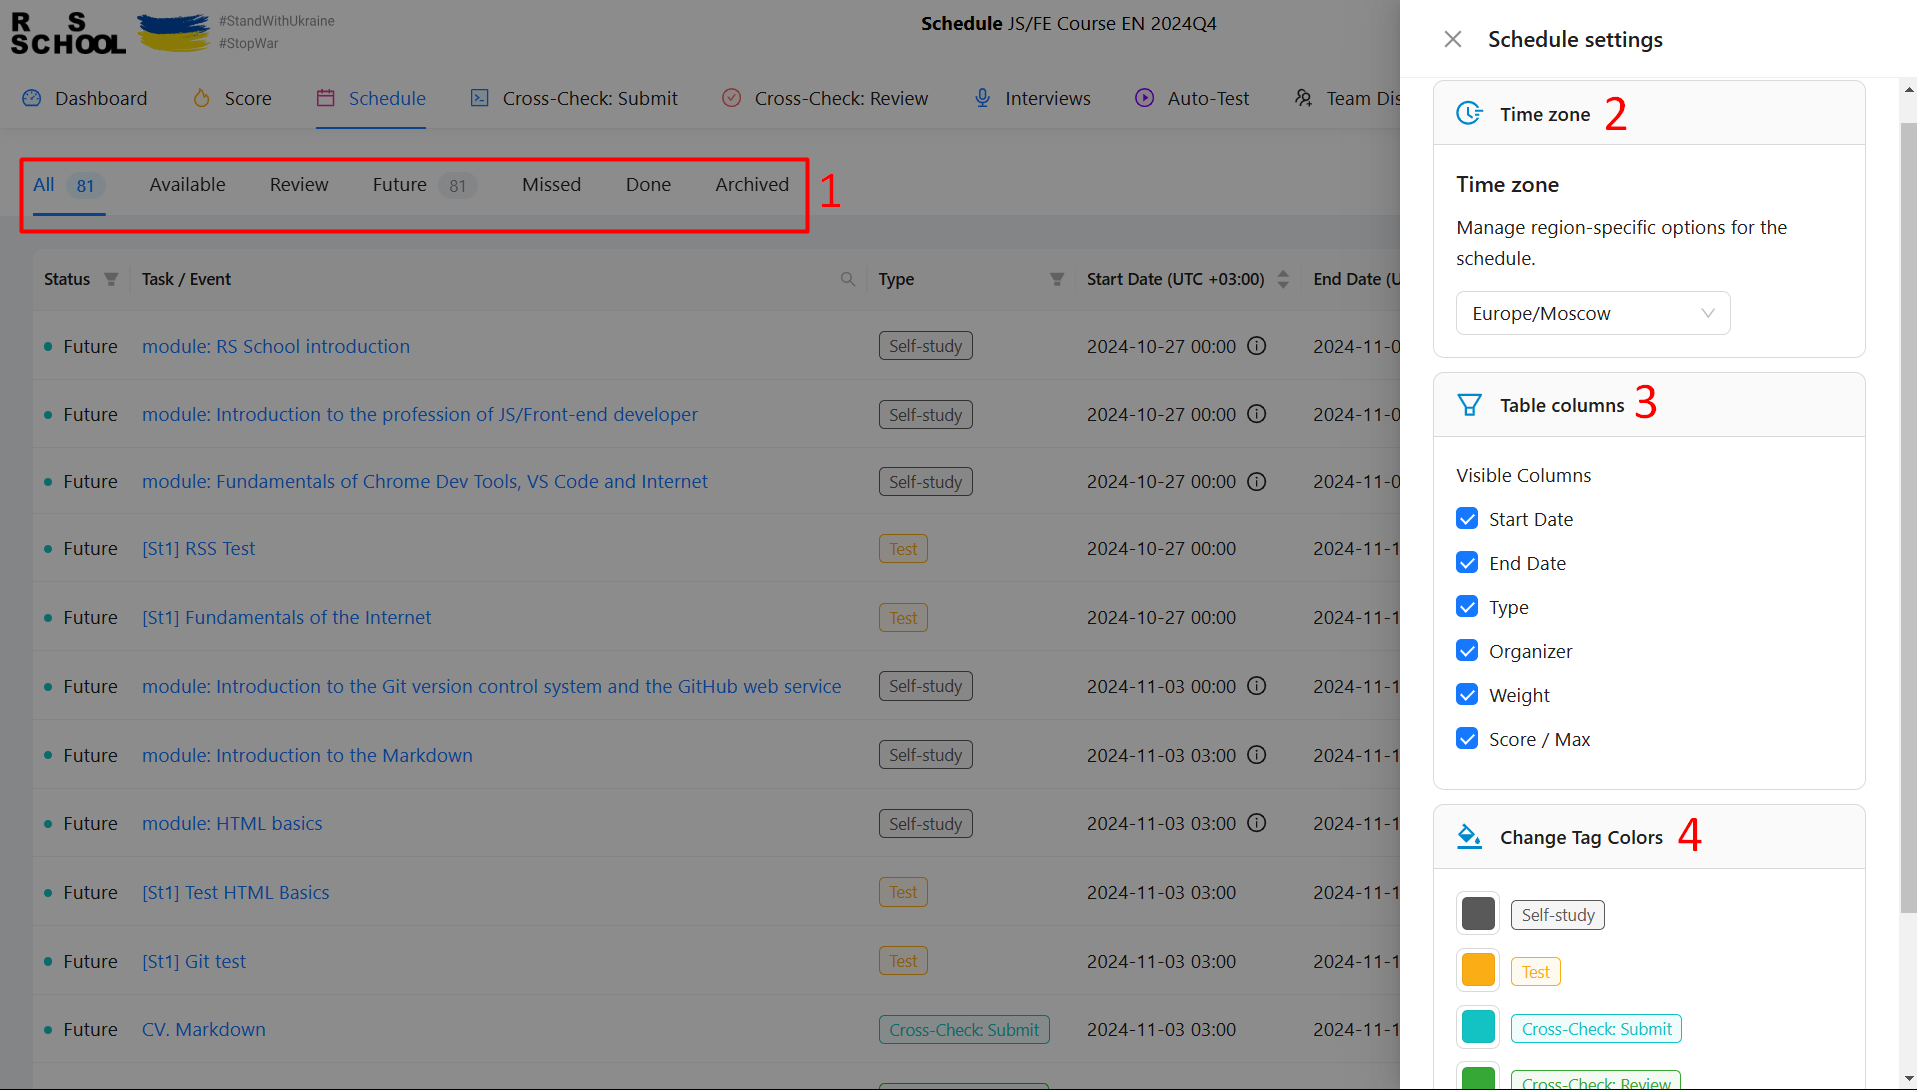 RS
SCHOOL
#StandWithUkraine
#StopWar
Schedule JS/FE Course EN 2024Q4
Dashboard Score Schedule Cross-Check: Submit Cross-Check: Review Interviews Auto-Test Team Dis
All 81 Available Review Future 81 Missed Done Archived 1
Status Task / Event Type Start Date (UTC +03:00) End Date (U
Future module: RS School introduction Self-study 2024-10-27 00:00 2024-11-0
Future module: Introduction to the profession of JS/Front-end developer Self-study 2024-10-27 00:00 2024-11-0
Future module: Fundamentals of Chrome Dev Tools, VS Code and Internet Self-study 2024-10-27 00:00 2024-11-0
Future [St1] RSS Test Test 2024-10-27 00:00 2024-11-1
Future [St1] Fundamentals of the Internet Test 2024-10-27 00:00 2024-11-1
Future module: Introduction to the Git version control system and the GitHub web service Self-study 2024-11-03 00:00 2024-11-1
Future module: Introduction to the Markdown Self-study 2024-11-03 03:00 2024-11-1
Future module: HTML basics Self-study 2024-11-03 03:00 2024-11-1
Future [St1] Test HTML Basics Test 2024-11-03 03:00 2024-11-1
Future [St1] Git test Test 2024-11-03 03:00 2024-11-1
Future CV. Markdown Cross-Check: Submit 2024-11-03 03:00 2024-11-1
Schedule settings
Time zone 2
Time zone
Manage region-specific options for the
schedule.
Europe/Moscow
Table columns 3
Visible Columns
Start Date
End Date
Type
Organizer
Weight
Score / Max
Change Tag Colors 4
Self-study
Test
Cross-Check: Submit
Cross-Check: Review